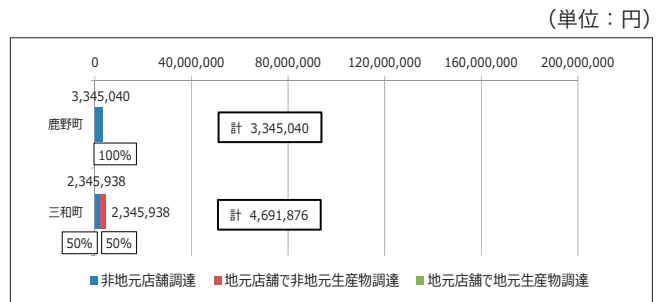 （単位：円）
0 40,000,000 80,000,000 120,000,000 160,000,000 200,000,000
3,345,040
鹿野町
計 3,345,040
100%
2,345,938
三和町
2,345,938
計 4,691,876
50% 50%
非地元店舗調達 地元店舗で非地元生産物調達 地元店舗で地元生産物調達